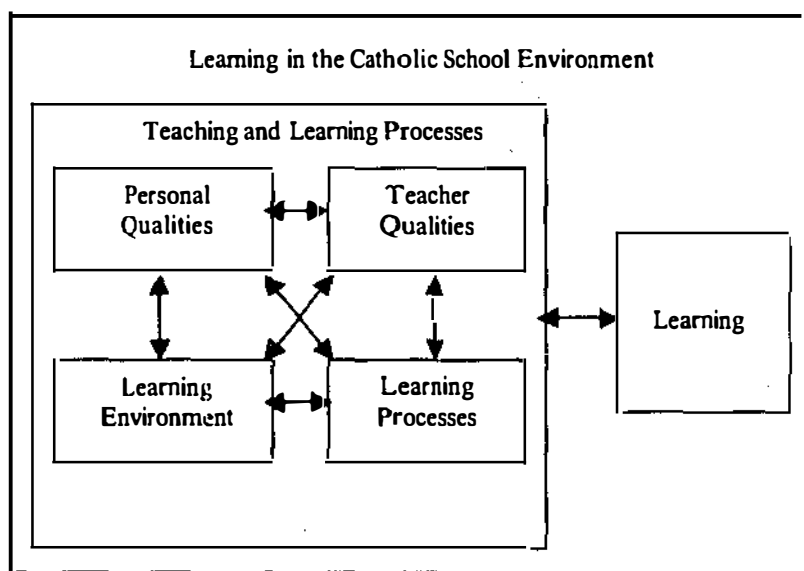 Learning in the Catholic School Environment
Teaching and Learning Processes
Personal
Qualities
Teacher
Qualities
Learning
Learning
Environment
Learning
Processes